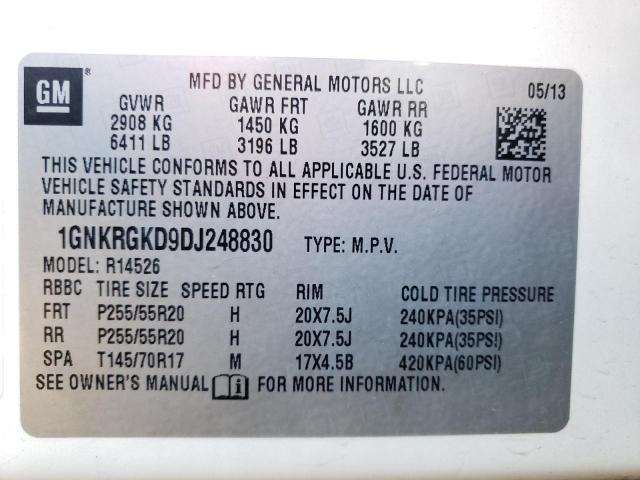 GM ®
MFD BY GENERAL MOTORS LLC 05/13
GVWR GAWR FRT GAWR RR
2908 KG 1450 KG 1600 KG
6411 LB 3196 LB 3527 LB
THIS VEHICLE CONFORMS TO ALL APPLICABLE U.S. FEDERAL MOTOR
VEHICLE SAFETY STANDARDS IN EFFECT ON THE DATE OF
MANUFACTURE SHOWN ABOVE.
1GNKRGKD9DJ248830 TYPE: M.P.V.
MODEL: R14526
RBBC TIRE SIZE SPEED RTG RIM COLD TIRE PRESSURE
FRT P255/55R20 H 20X7.5J 240KPA(35PSI)
RR P255/55R20 H 20X7.5J 240KPA(35PSI)
SPA T145/70R17 M 17X4.5B 420KPA(60PSI)
SEE OWNER'S MANUAL i FOR MORE INFORMATION.